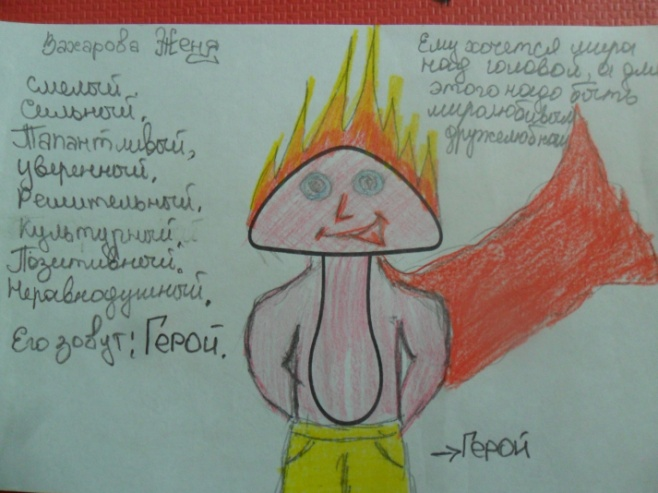 Захарова Женя
Смелый,
Сильный,
Талантливый,
уверенный,
Решительный,
Культурный,
Позитивный.
Неравнодушный.
Его зовут: Герой.
Ему хочется мира
над головой, а для
этого надо быть
миролюбивым
дружелюбным
→Герой